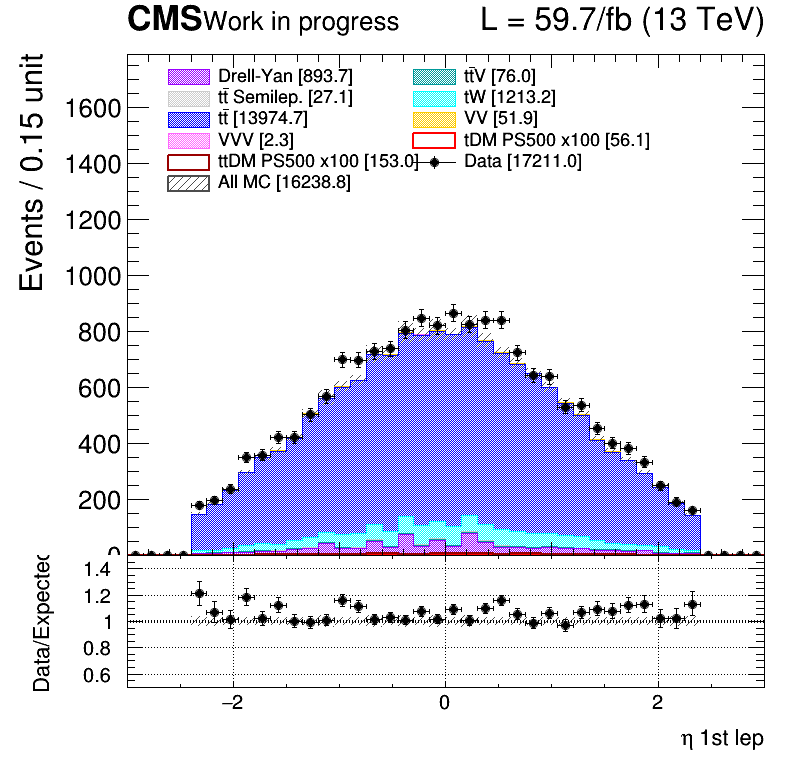 CMS Work in progress L = 59.7/fb (13 TeV)
Events / 0.15 unit
Drell-Yan [893.7] tt̄V [76.0]
tt̄ Semilep. [27.1] tW [1213.2]
tt̄ [13974.7] VV [51.9]
VVV [2.3] tDM PS500 x100 [56.1]
ttDM PS500 x100 [153.0] Data [17211.0]
All MC [16238.8]
1600
1400
1200
1000
800
600
400
200
0
Data/Expected
1.4
1.2
1
0.8
0.6
−2 0 2
η 1st lep